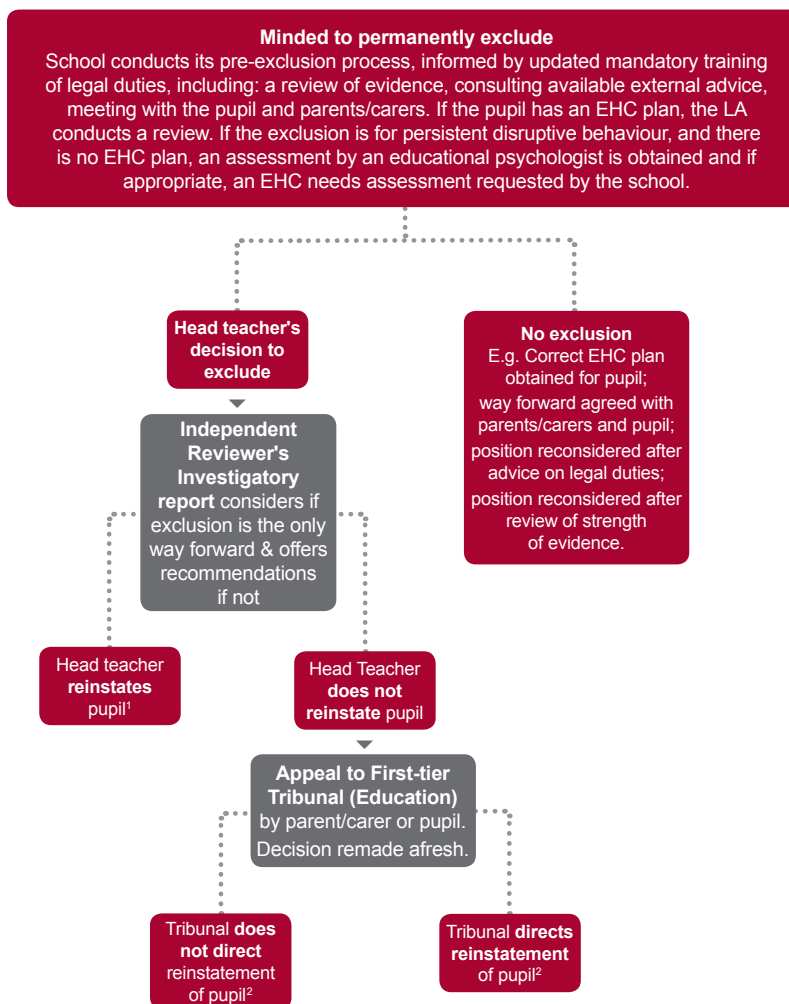 Minded to permanently exclude
School conducts its pre-exclusion process, informed by updated mandatory training
of legal duties, including: a review of evidence, consulting available external advice,
meeting with the pupil and parents/carers. If the pupil has an EHC plan, the LA
conducts a review. If the exclusion is for persistent disruptive behaviour, and there
is no EHC plan, an assessment by an educational psychologist is obtained and if
appropriate, an EHC needs assessment requested by the school.
Head teacher's
decision to
exclude
No exclusion
E.g. Correct EHC plan
obtained for pupil;
way forward agreed with
parents/carers and pupil;
position reconsidered after
advice on legal duties;
position reconsidered after
review of strength
of evidence.
Independent
Reviewer's
Investigatory
report considers if
exclusion is the only
way forward & offers
recommendations
if not
Head teacher
reinstates
pupil¹
Head Teacher
does not
reinstate pupil
Appeal to First-tier
Tribunal (Education)
by parent/carer or pupil.
Decision remade afresh.
Tribunal does
not direct
reinstatement
of pupil²
Tribunal directs
reinstatement
of pupil²